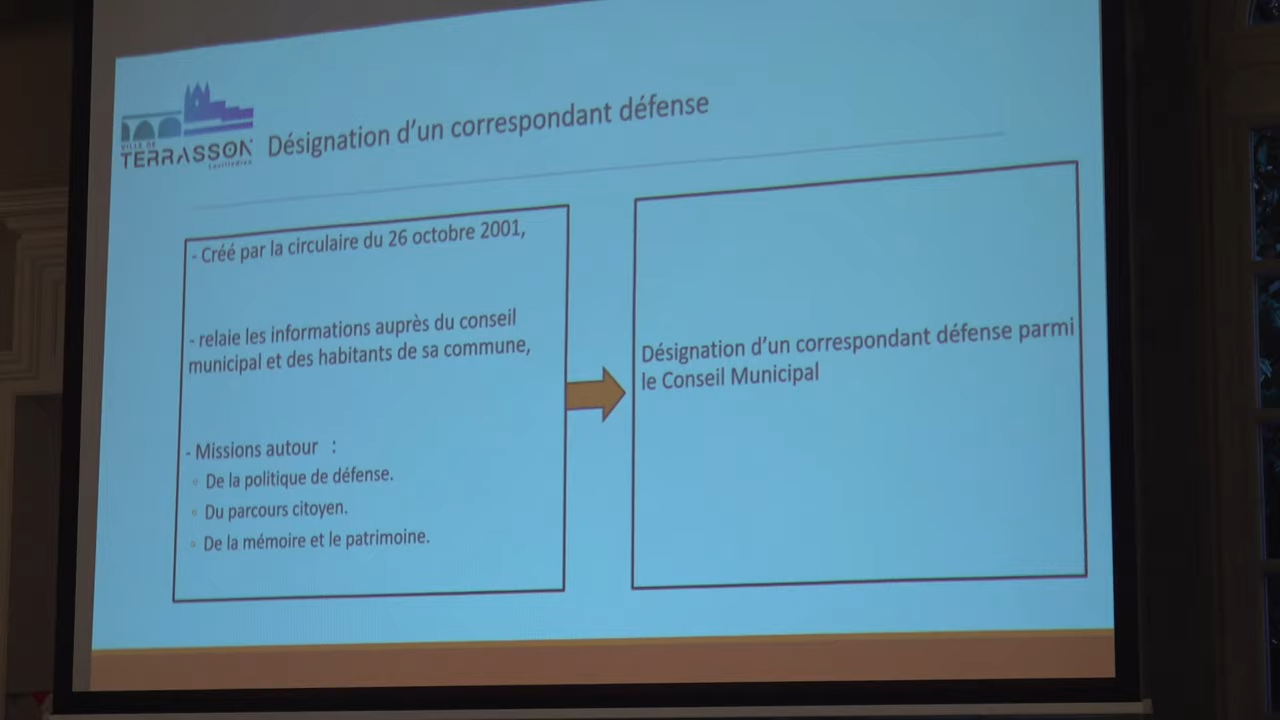 VILLE DE
TERRASSON
Lavilledieu
Désignation d'un correspondant défense
- Créé par la circulaire du 26 octobre 2001,
- relaie les informations auprès du conseil
municipal et des habitants de sa commune,
- Missions autour :
◦ De la politique de défense.
◦ Du parcours citoyen.
◦ De la mémoire et le patrimoine.
Désignation d'un correspondant défense parmi
le Conseil Municipal